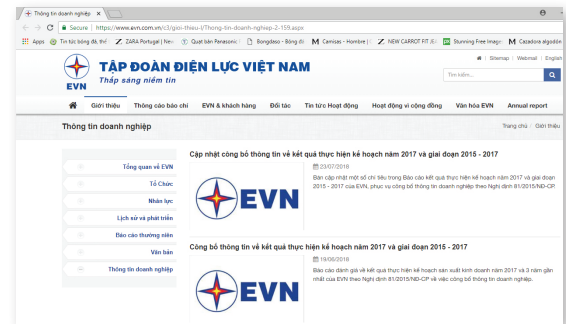 Thông tin doanh nghiệp
Secure | https://www.evn.com.vn/c3/gioi-thieu-l/Thong-tin-doanh-nghiep-2-159.aspx
Apps Tin tức bóng đá, thể t ZARA Portugal | New Quạt bàn Panasonic Bongdaso - Bóng đá Camisas - Hombre | NEW CARROT FIT Stunning Free Images Cazadora algodón
TẬP ĐOÀN ĐIỆN LỰC VIỆT NAM
Thắp sáng niềm tin
EVN
Sitemap | Webmail | English
Tìm kiếm...
Giới thiệu Thông cáo báo chí EVN & khách hàng Đối tác Tin tức Hoạt động Hoạt động vì cộng đồng Văn hóa EVN Annual report
Thông tin doanh nghiệp
Trang chủ / Giới thiệu
Tổng quan về EVN
Tổ Chức
Nhân lực
Lịch sử và phát triển
Báo cáo thường niên
Văn bản
Thông tin doanh nghiệp
Cập nhật công bố thông tin về kết quả thực hiện kế hoạch năm 2017 và giai đoạn 2015 - 2017
EVN
23/07/2018
Bản cập nhật một số chỉ tiêu trong Báo cáo kết quả thực hiện kế hoạch năm 2017 và giai đoạn
2015 - 2017 của EVN, phục vụ công bố thông tin doanh nghiệp theo Nghị định 81/2015/NĐ-CP.
Công bố thông tin về kết quả thực hiện kế hoạch năm 2017 và giai đoạn 2015 - 2017
EVN
19/06/2018
Báo cáo đánh giá về kết quả thực hiện kế hoạch sản xuất kinh doanh năm 2017 và 3 năm gần
nhất của EVN theo Nghị định 81/2015/NĐ-CP về việc công bố thông tin doanh nghiệp.